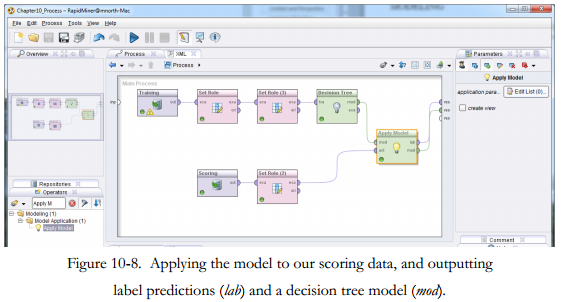 Chapter10_Process – RapidMiner@mnorth-Mac
File Edit Process Tools View Help
Overview
Process XML
Parameters
Process
Main Process
Training
out
Set Role
exa exa
ori
Set Role (3)
exa exa
ori
Decision Tree
tra mod
exa
Apply Model
mod lab
unl mod
Scoring
out
Set Role (2)
exa exa
ori
inp
res
res
res
Apply Model
application para...
Edit List (0)...
create view
Repositories
Operators
Apply M
Modeling (1)
Model Application (1)
Apply Model
Comment
Figure 10-8. Applying the model to our scoring data, and outputting
label predictions (lab) and a decision tree model (mod).